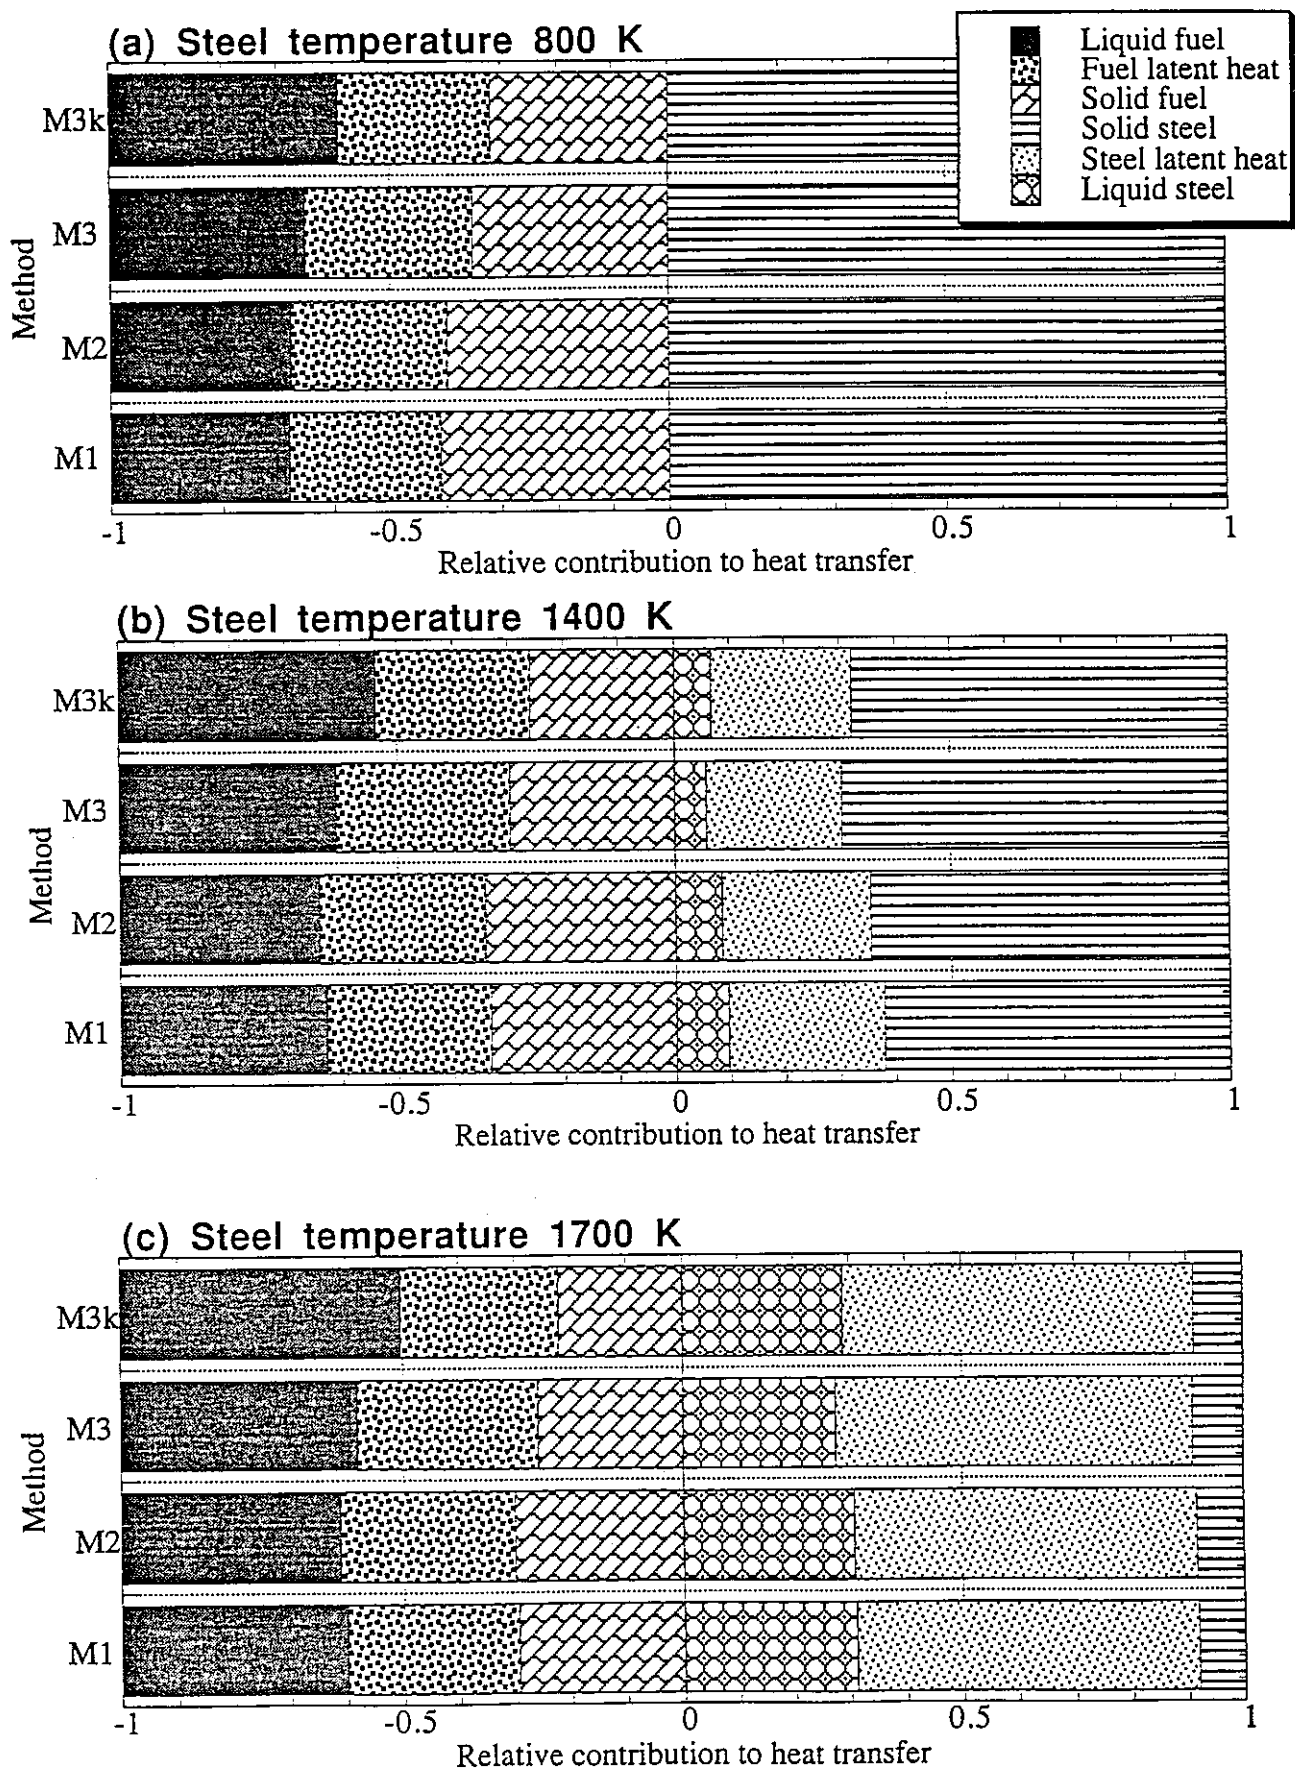 (a) Steel temperature 800 K
Liquid fuel
Fuel latent heat
Solid fuel
Solid steel
Steel latent heat
Liquid steel
Method
M3k
M3
M2
M1
-1 -0.5 0 0.5 1
Relative contribution to heat transfer
(b) Steel temperature 1400 K
Method
M3k
M3
M2
M1
-1 -0.5 0 0.5 1
Relative contribution to heat transfer
(c) Steel temperature 1700 K
Method
M3k
M3
M2
M1
-1 -0.5 0 0.5 1
Relative contribution to heat transfer